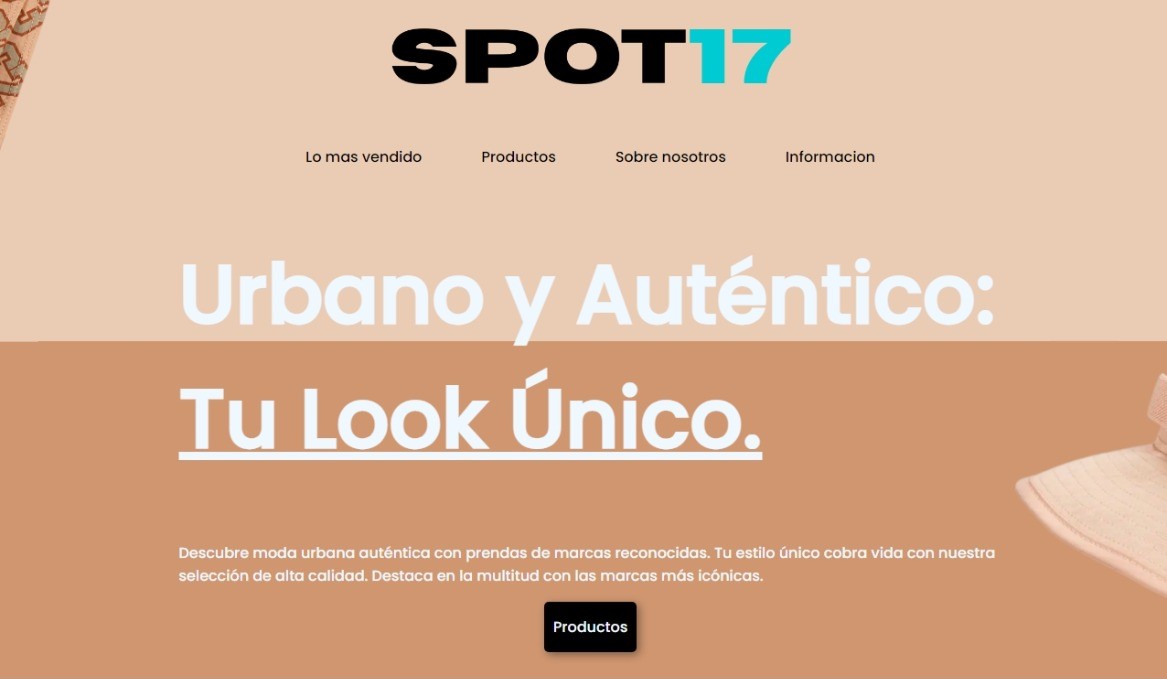 SPOT17
Lo mas vendido Productos Sobre nosotros Informacion
Urbano y Auténtico:
Tu Look Único.
Descubre moda urbana auténtica con prendas de marcas reconocidas. Tu estilo único cobra vida con nuestra
selección de alta calidad. Destaca en la multitud con las marcas más icónicas.
Productos